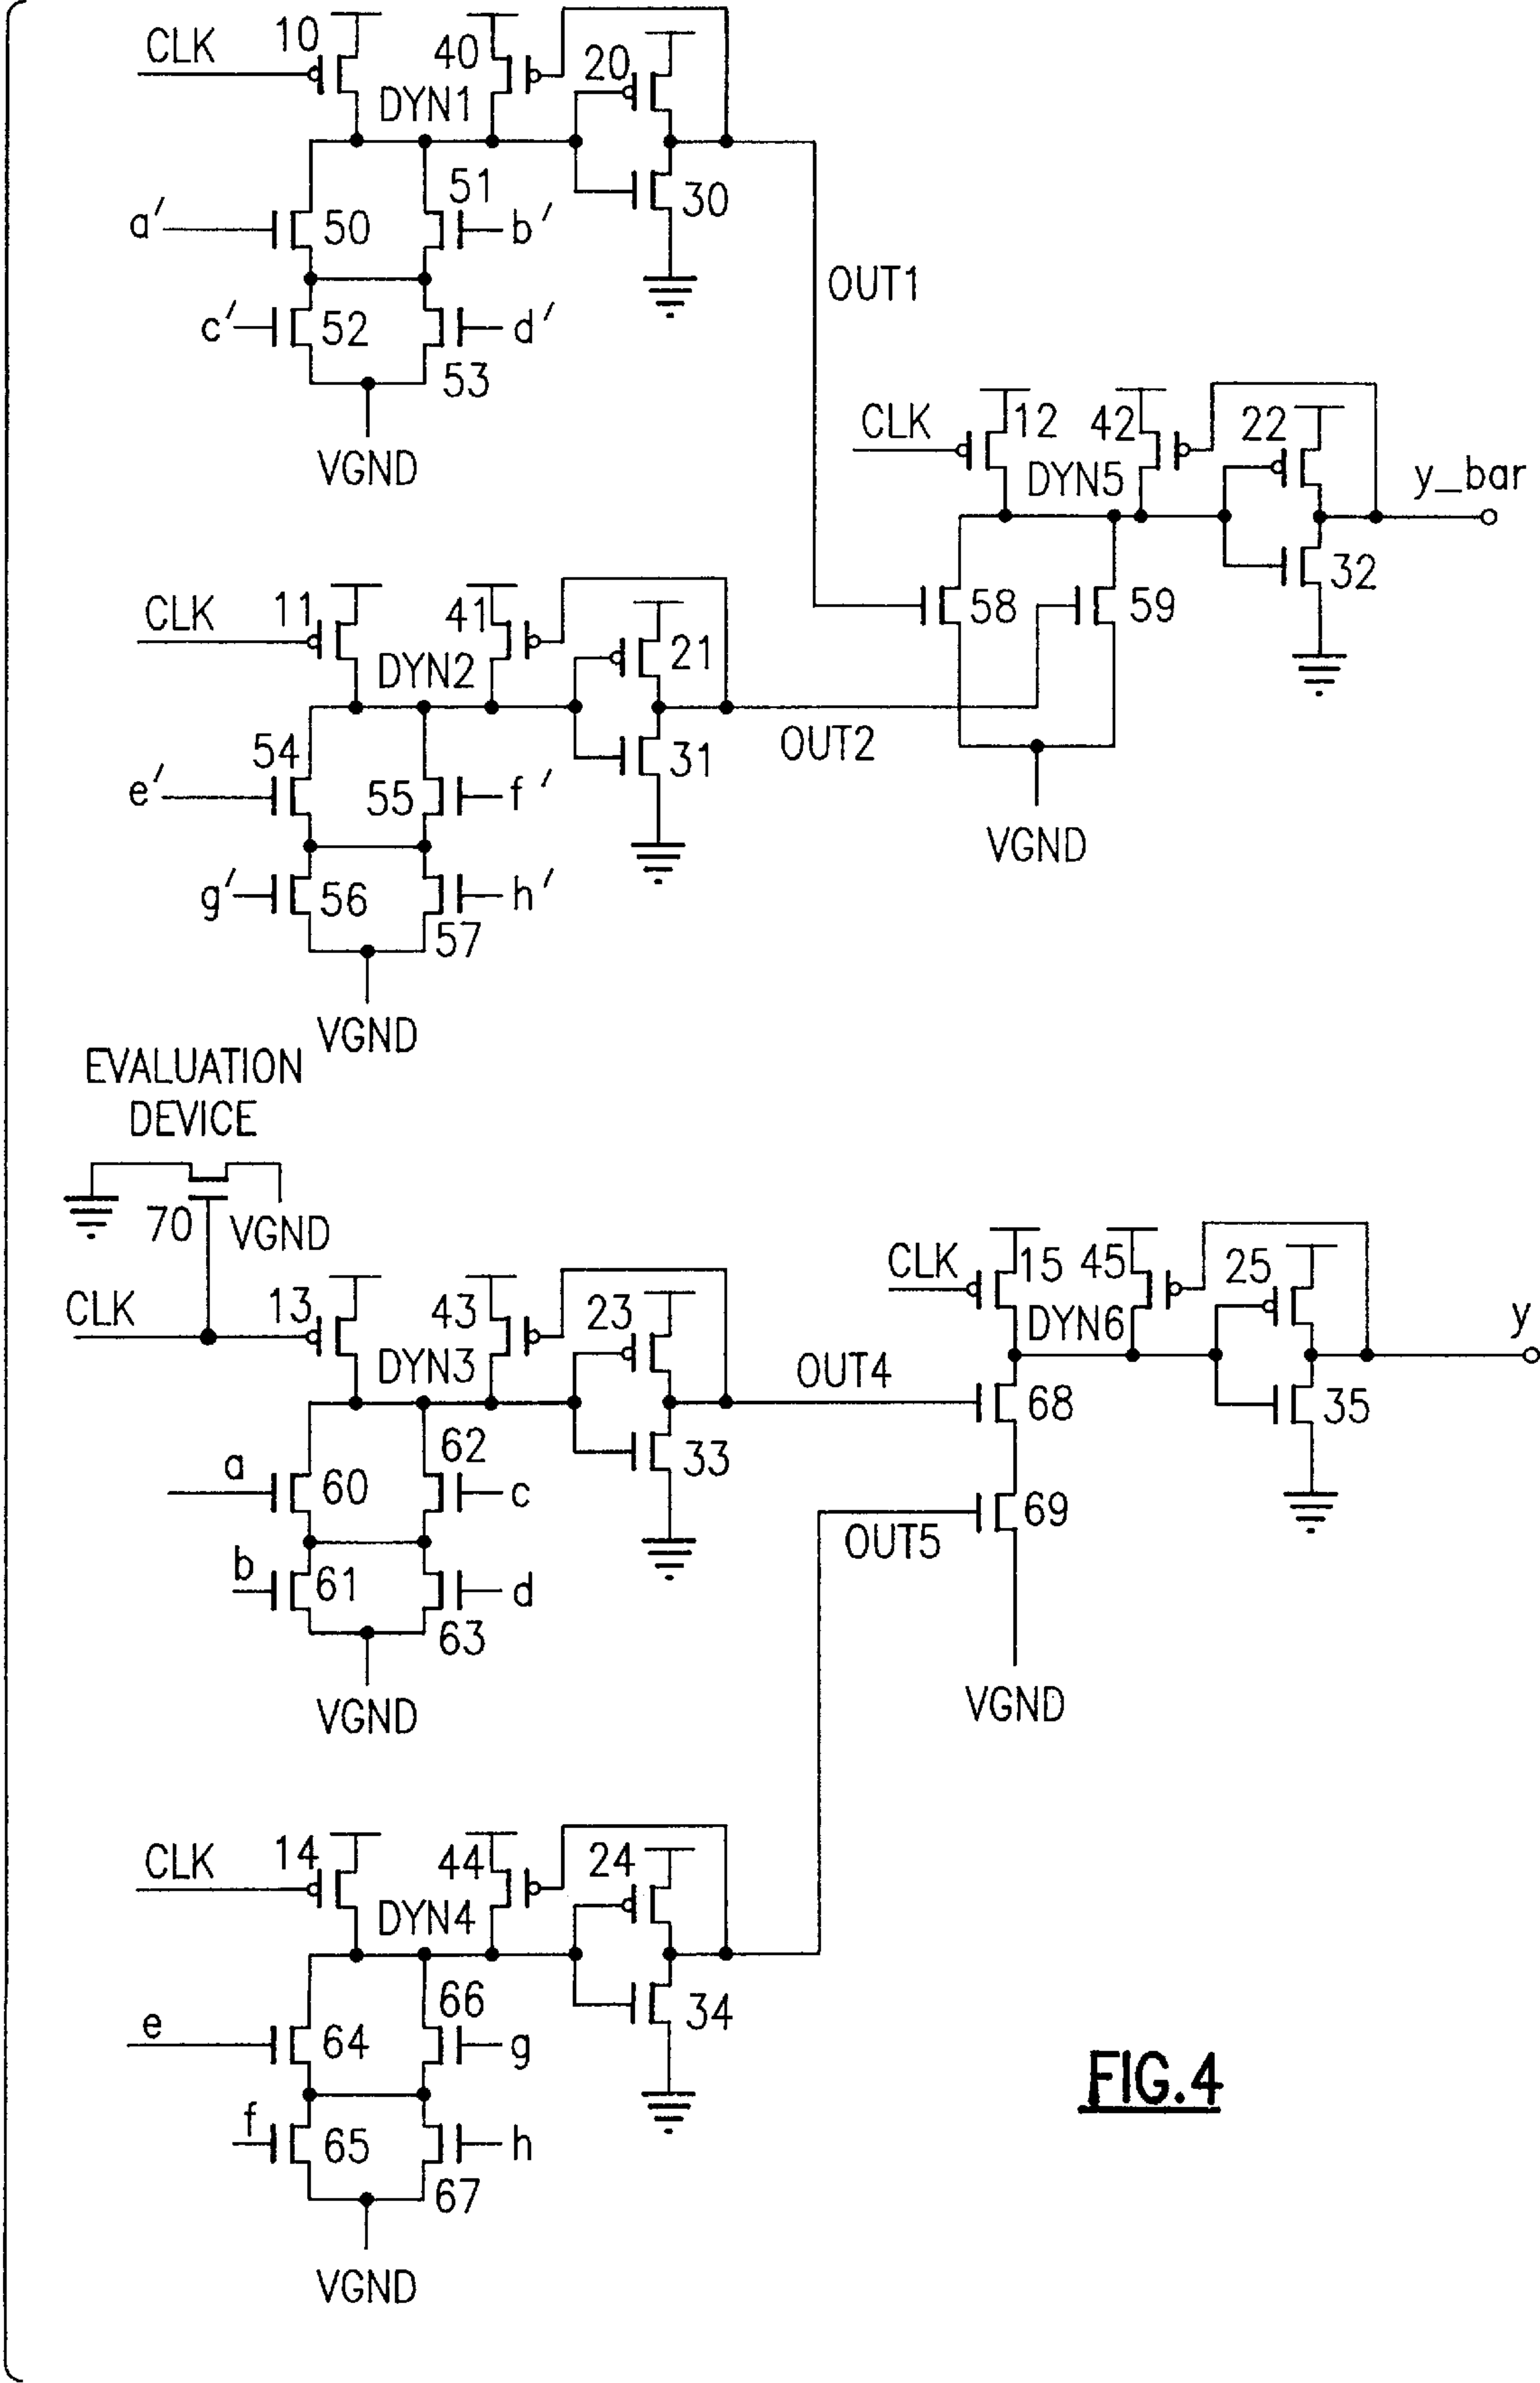 CLK 10 40 20
DYN1
a′ 50 51 b′ 30
c′ 52 d′
53
VGND
OUT1
CLK 12 42 22
DYN5
y_bar
58 59 32
VGND
CLK 11 41 21
DYN2
OUT2
54 31
e′ 55 f′
g′ 56 h′
57
VGND
EVALUATION
DEVICE
70 VGND
CLK 13 43 23
DYN3
OUT4
62 33
a 60 c
b 61 d
63
VGND
CLK 15 45 25
DYN6
y
68 35
69
OUT5
VGND
CLK 14 44 24
DYN4
66 34
e 64 g
f 65 h
67
VGND
FIG.4